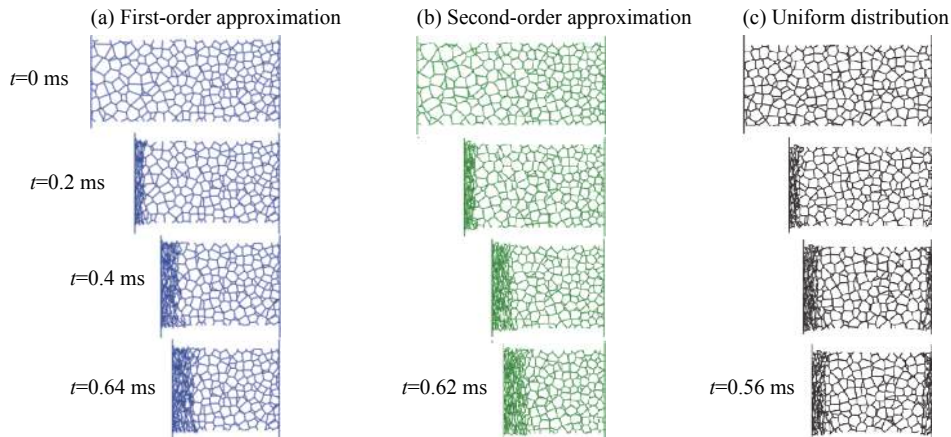 (a) First-order approximation
(b) Second-order approximation
(c) Uniform distribution
t=0 ms
t=0.2 ms
t=0.4 ms
t=0.64 ms
t=0.62 ms
t=0.56 ms